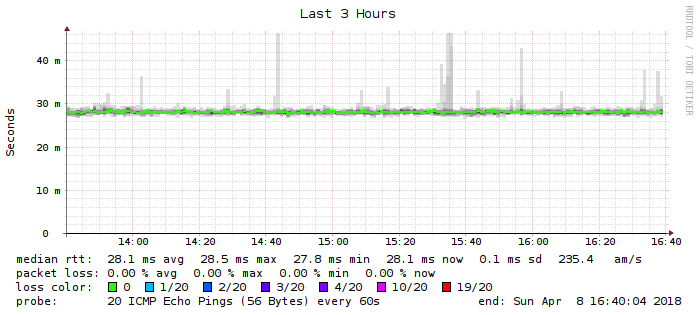 Last 3 Hours
RRDTOOL / TOBI OETIKER
Seconds
40 m
30 m
20 m
10 m
0
14:00 14:20 14:40 15:00 15:20 15:40 16:00 16:20 16:40
median rtt: 28.1 ms avg 28.5 ms max 27.8 ms min 28.1 ms now 0.1 ms sd 235.4 am/s
packet loss: 0.00 % avg 0.00 % max 0.00 % min 0.00 % now
loss color: 0 1/20 2/20 3/20 4/20 10/20 19/20
probe: 20 ICMP Echo Pings (56 Bytes) every 60s end: Sun Apr 8 16:40:04 2018